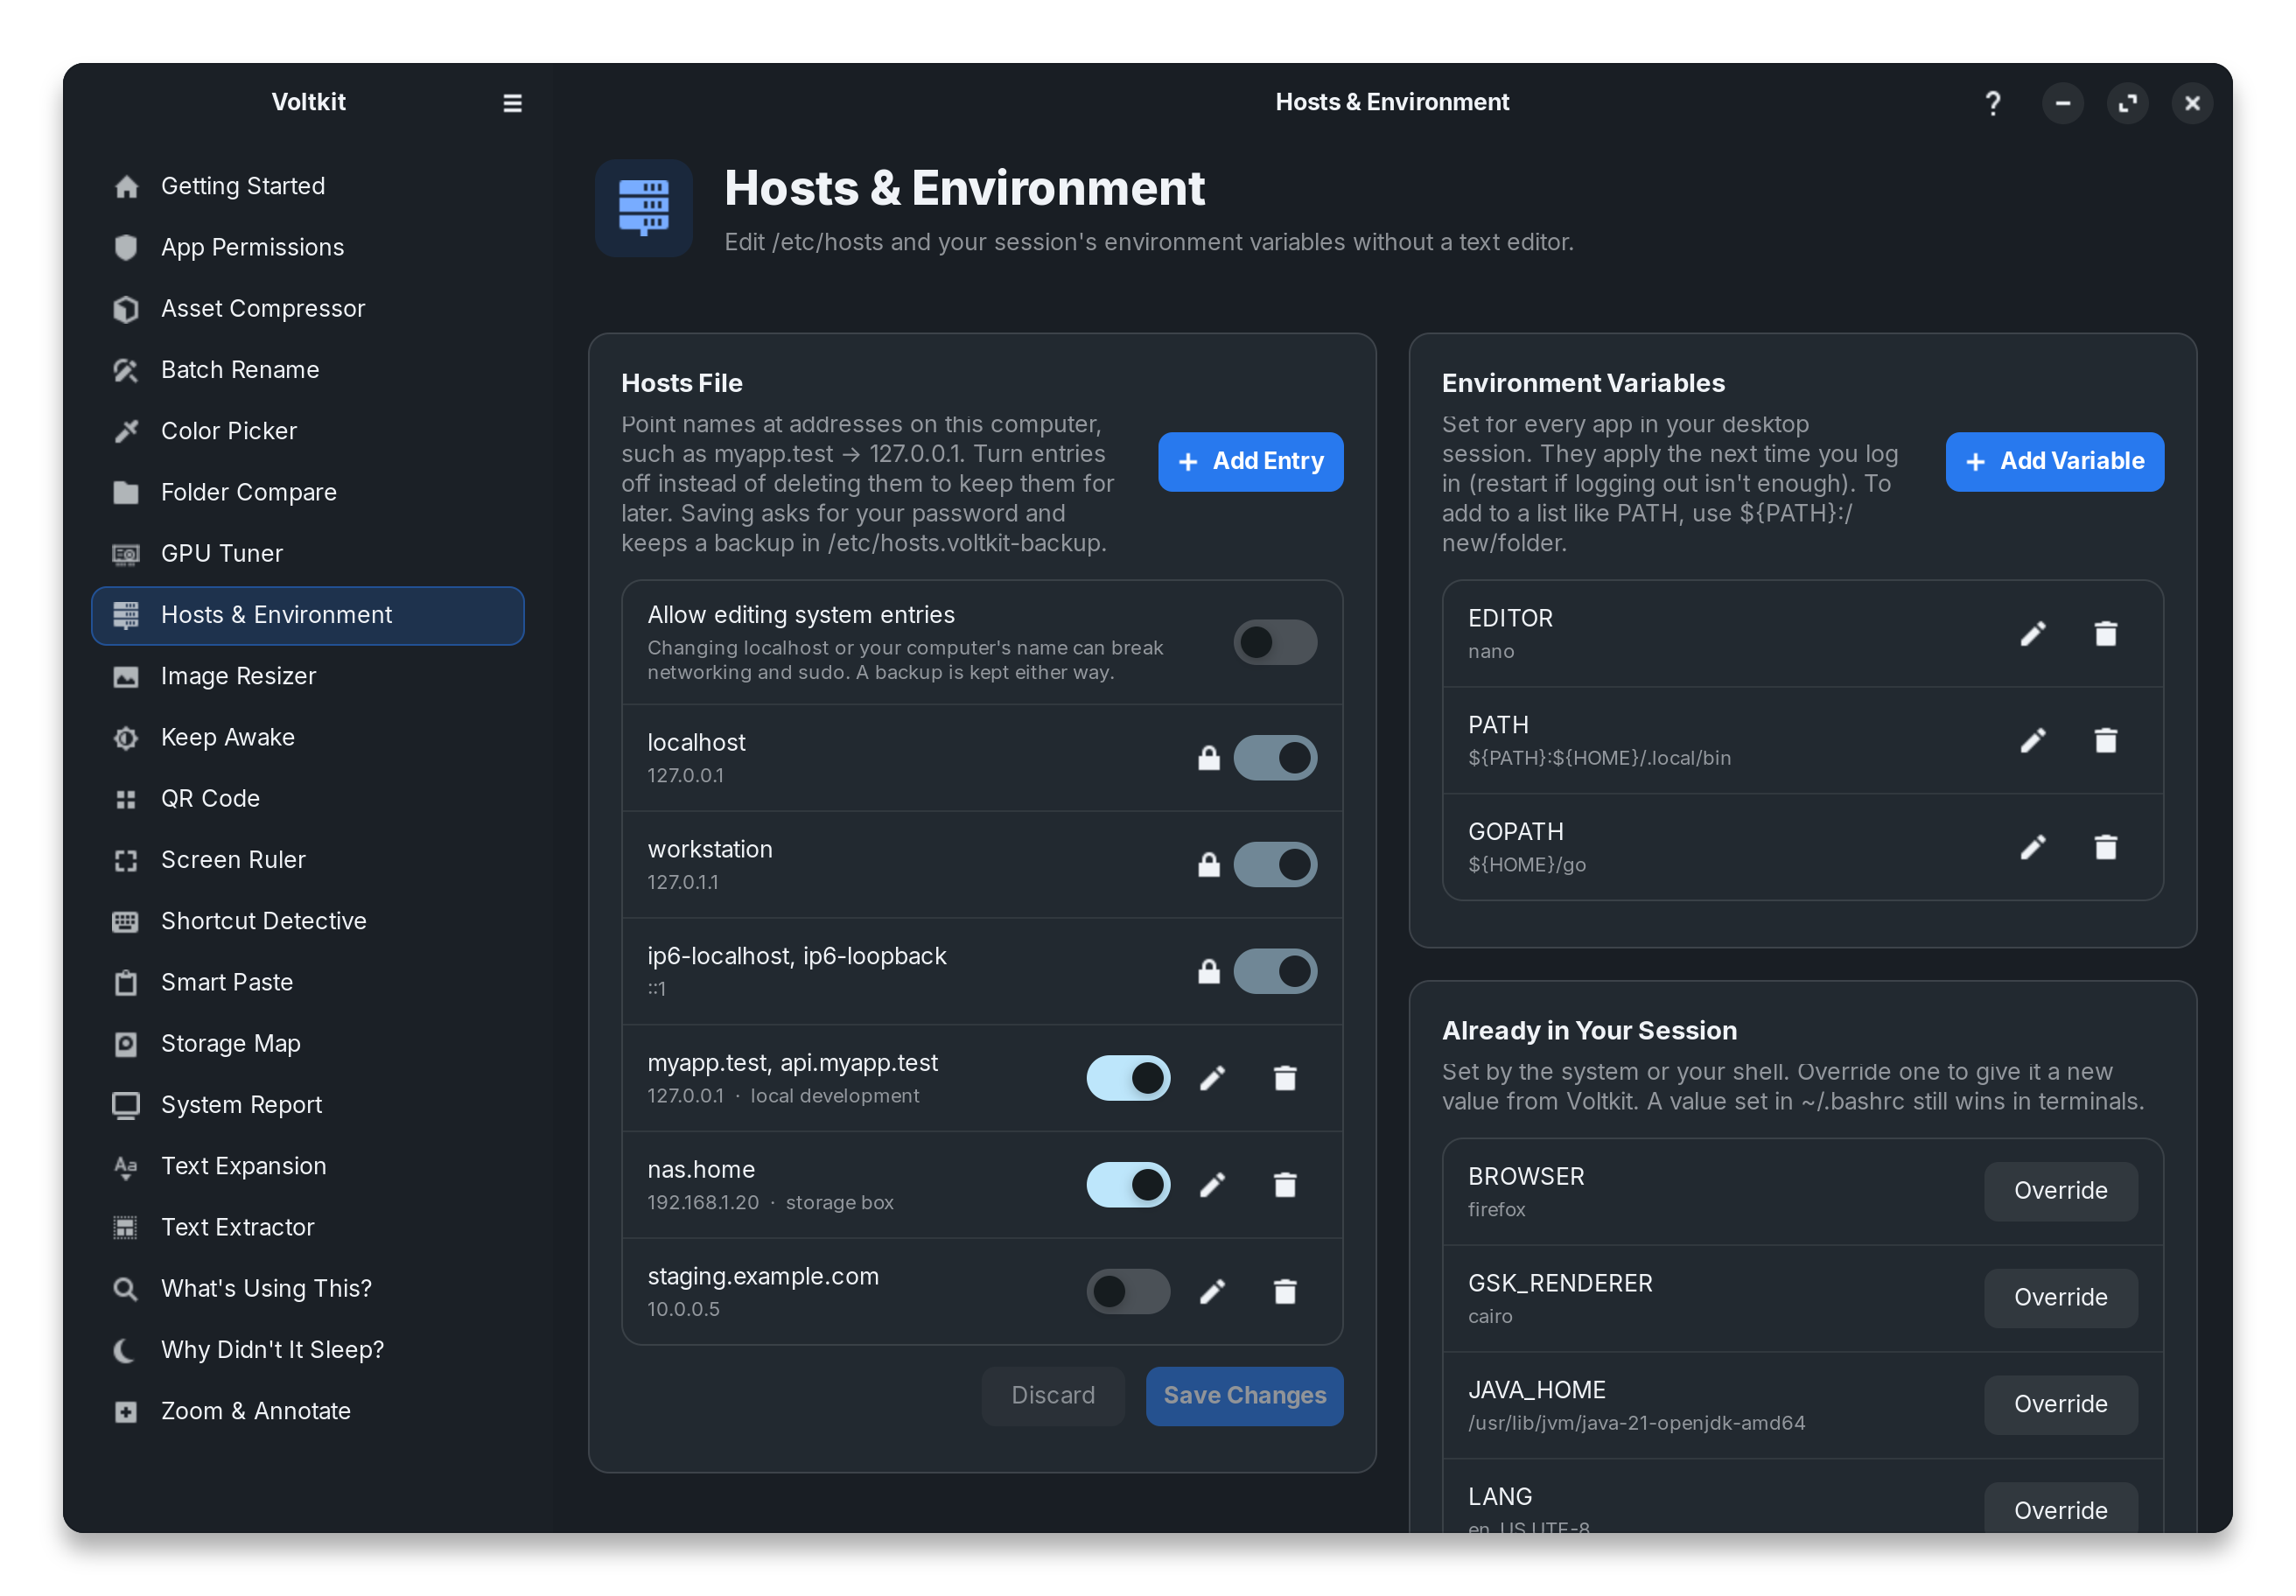 Voltkit
Hosts & Environment
?
Getting Started
App Permissions
Asset Compressor
Batch Rename
Color Picker
Folder Compare
GPU Tuner
Hosts & Environment
Image Resizer
Keep Awake
QR Code
Screen Ruler
Shortcut Detective
Smart Paste
Storage Map
System Report
Text Expansion
Text Extractor
What's Using This?
Why Didn't It Sleep?
Zoom & Annotate
Hosts & Environment
Edit /etc/hosts and your session's environment variables without a text editor.
Hosts File
Point names at addresses on this computer,
such as myapp.test → 127.0.0.1. Turn entries
off instead of deleting them to keep them for
later. Saving asks for your password and
keeps a backup in /etc/hosts.voltkit-backup.
Add Entry
Allow editing system entries
Changing localhost or your computer's name can break
networking and sudo. A backup is kept either way.
localhost
127.0.0.1
workstation
127.0.1.1
ip6-localhost, ip6-loopback
::1
myapp.test, api.myapp.test
127.0.0.1 · local development
nas.home
192.168.1.20 · storage box
staging.example.com
10.0.0.5
Discard
Save Changes
Environment Variables
Set for every app in your desktop
session. They apply the next time you log
in (restart if logging out isn't enough). To
add to a list like PATH, use ${PATH}:/
new/folder.
Add Variable
EDITOR
nano
PATH
${PATH}:${HOME}/.local/bin
GOPATH
${HOME}/go
Already in Your Session
Set by the system or your shell. Override one to give it a new
value from Voltkit. A value set in ~/.bashrc still wins in terminals.
BROWSER
firefox
Override
GSK_RENDERER
cairo
Override
JAVA_HOME
/usr/lib/jvm/java-21-openjdk-amd64
Override
LANG
en_US.UTF-8
Override